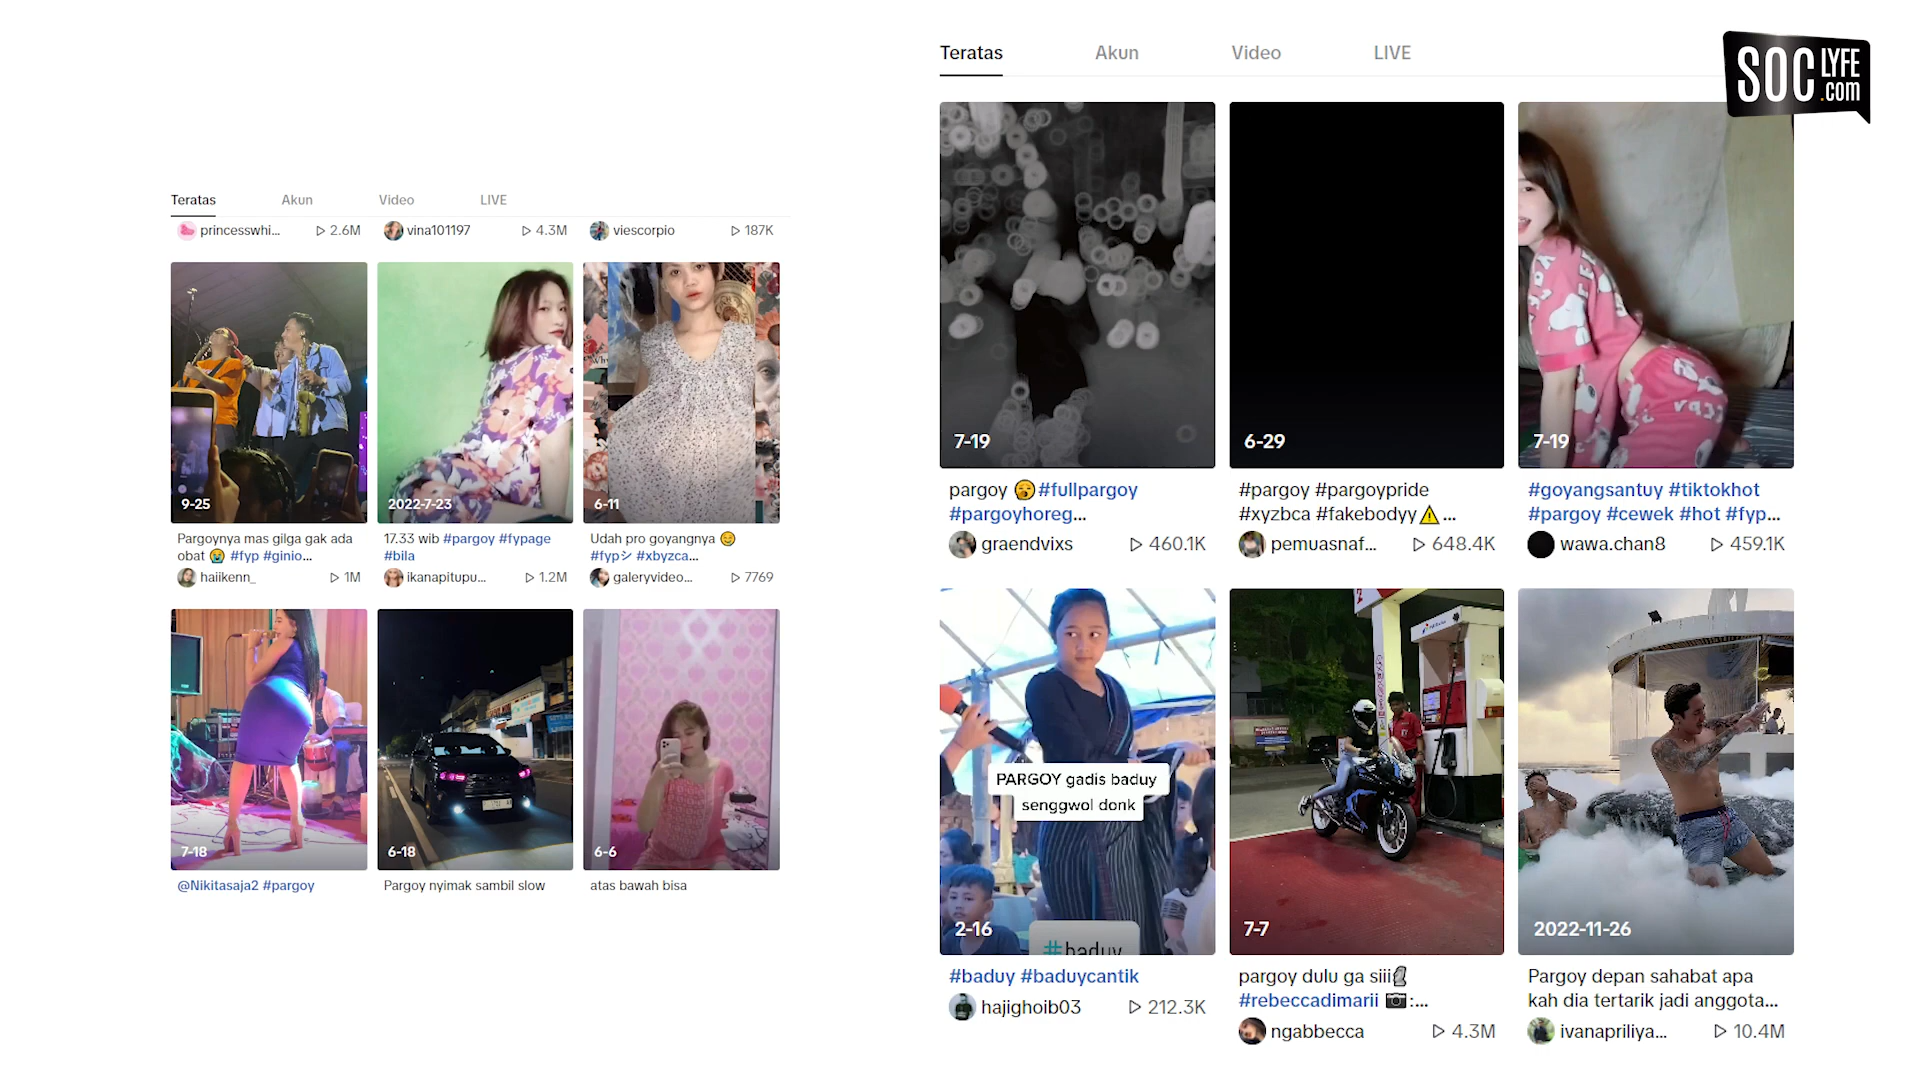 Teratas Akun Video LIVE
princesswhi... 2.6M
vina101197 4.3M
viescorpio 187K
9-25
Pargoynya mas gilga gak ada
obat 😭 #fyp #ginio...
haiikenn_ 1M
2022-7-23
17.33 wib #pargoy #fypage
#bila
ikanapitupu... 1.2M
6-11
Udah pro goyangnya 😊
#fypシ #xbyzca...
galeryvideo... 7769
7-18
@Nikitasaja2 #pargoy
6-18
Pargoy nyimak sambil slow
6-6
atas bawah bisa
Teratas Akun Video LIVE
SOC LYFE
.com
7-19
pargoy 🥱#fullpargoy
#pargoyhoreg...
graendvixs 460.1K
6-29
#pargoy #pargoypride
#xyzbca #fakebodyy⚠️...
pemuasnaf... 648.4K
7-19
#goyangsantuy #tiktokhot
#pargoy #cewek #hot #fyp...
wawa.chan8 459.1K
PARGOY gadis baduy
senggwol donk
#baduy
2-16
#baduy #baduycantik
hajighoib03 212.3K
7-7
pargoy dulu ga siii🗿
#rebeccadimarii 📷:...
ngabbecca 4.3M
2022-11-26
Pargoy depan sahabat apa
kah dia tertarik jadi anggota...
ivanapriliya... 10.4M